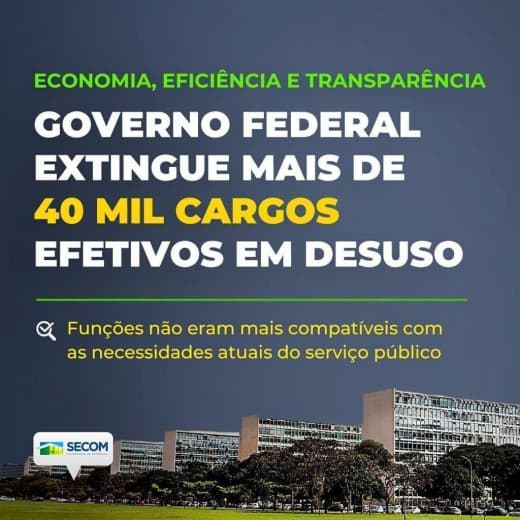 ECONOMIA, EFICIÊNCIA E TRANSPARÊNCIA
GOVERNO FEDERAL
EXTINGUE MAIS DE
40 MIL CARGOS
EFETIVOS EM DESUSO
Funções não eram mais compatíveis com
as necessidades atuais do serviço público
SECOM